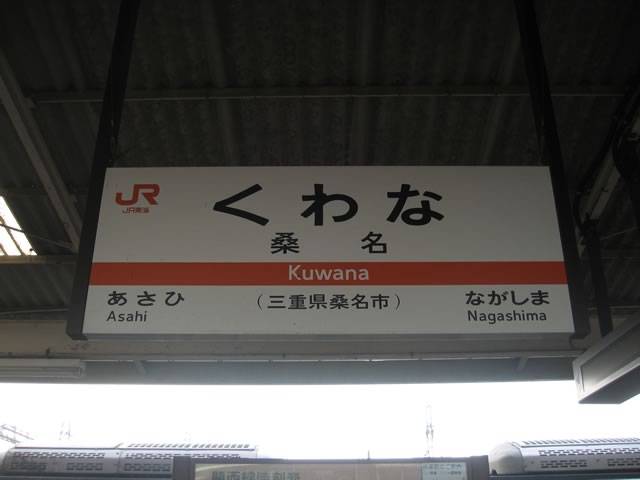 JR
JR東海
くわな
桑名
Kuwana
あさひ
Asahi
(三重県桑名市)
ながしま
Nagashima